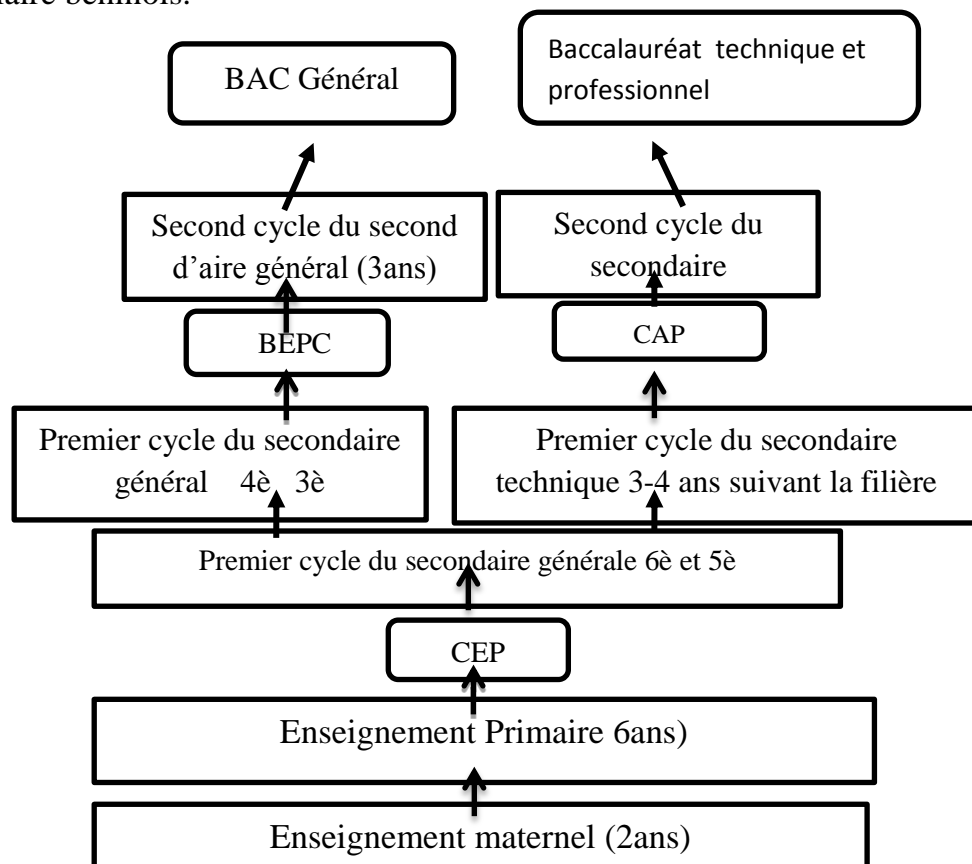 BAC Général
Baccalauréat technique et
professionnel
Second cycle du second
d'aire général (3ans)
Second cycle du
secondaire
BEPC
CAP
Premier cycle du secondaire
général 4è 3è
Premier cycle du secondaire
technique 3-4 ans suivant la filière
Premier cycle du secondaire générale 6è et 5è
CEP
Enseignement Primaire 6ans)
Enseignement maternel (2ans)